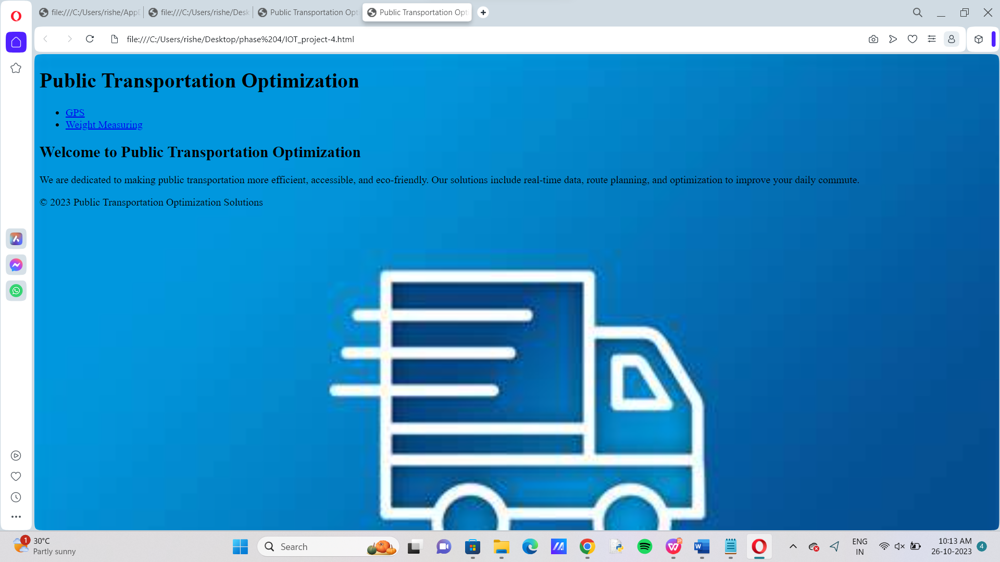 file:///C:/Users/rishe/App
file:///C:/Users/rishe/Desk
Public Transportation Opt
Public Transportation Opt
file:///C:/Users/rishe/Desktop/phase%204/IOT_project-4.html
Public Transportation Optimization
GPS
Weight Measuring
Welcome to Public Transportation Optimization
We are dedicated to making public transportation more efficient, accessible, and eco-friendly. Our solutions include real-time data, route planning, and optimization to improve your daily commute.
© 2023 Public Transportation Optimization Solutions
1
30°C
Partly sunny
Search
ENG
IN
10:13 AM
26-10-2023
4